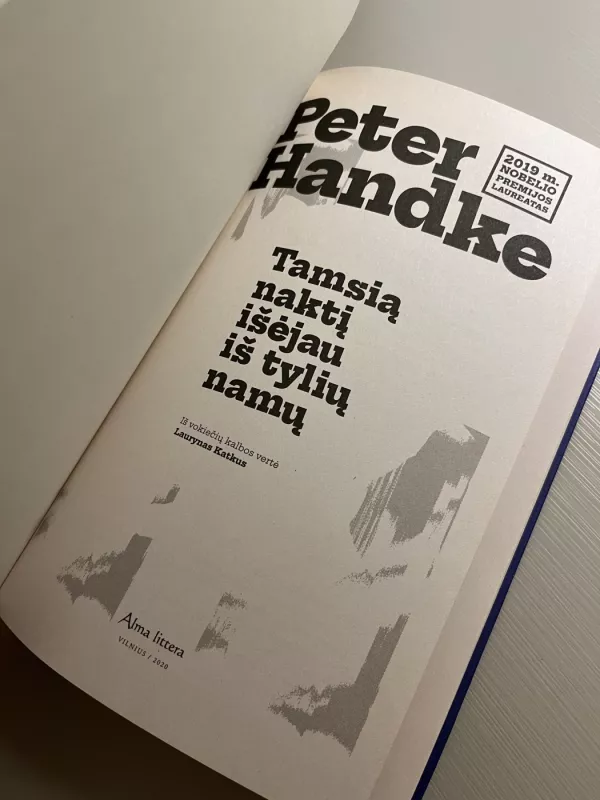 Peter
Handke
2019 m.
NOBELIO
PREMIJOS
LAUREATAS
Tamsią
naktį
išėjau
iš tylių
namų
Iš vokiečių kalbos vertė
Laurynas Katkus
Alma littera
VILNIUS / 2020